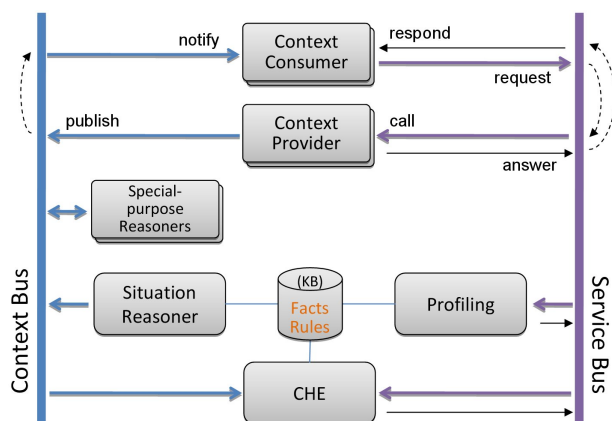 notify
Context
Consumer
respond
request
publish
Context
Provider
call
answer
Special-
purpose
Reasoners
Context Bus
Situation
Reasoner
(KB)
Facts
Rules
Profiling
Service Bus
CHE